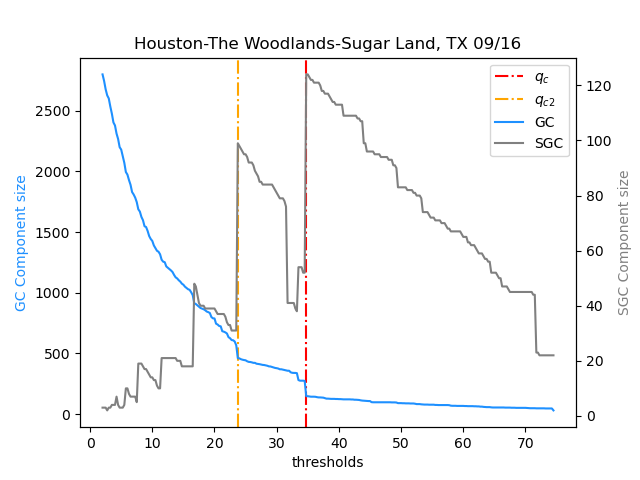 Houston-The Woodlands-Sugar Land, TX 09/16
GC Component size
2500
2000
1500
1000
500
0
120
100
80
60
40
20
0
SGC Component size
q_c
q_{c2}
GC
SGC
0 10 20 30 40 50 60 70
thresholds